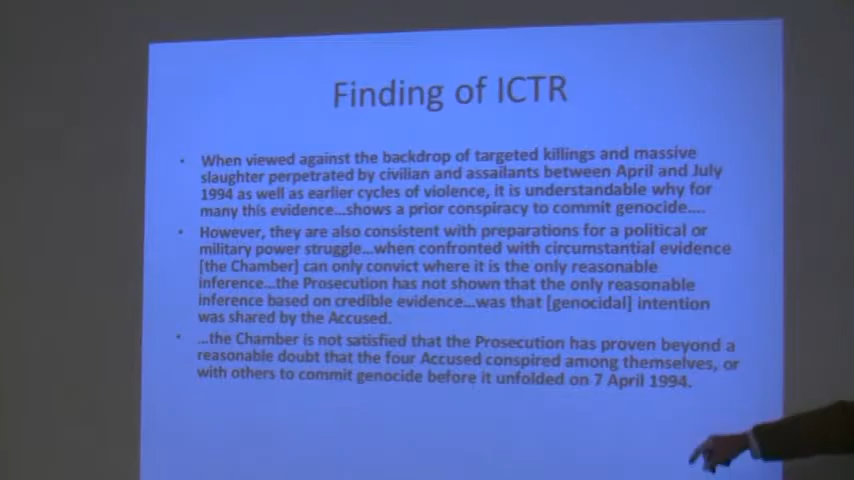 Finding of ICTR
• When viewed against the backdrop of targeted killings and massive
slaughter perpetrated by civilian and assailants between April and July
1994 as well as earlier cycles of violence, it is understandable why for
many this evidence...shows a prior conspiracy to commit genocide....
• However, they are also consistent with preparations for a political or
military power struggle...when confronted with circumstantial evidence
[the Chamber] can only convict where it is the only reasonable
inference...the Prosecution has not shown that the only reasonable
inference based on credible evidence...was that [genocidal] intention
was shared by the Accused.
• ...the Chamber is not satisfied that the Prosecution has proven beyond a
reasonable doubt that the four Accused conspired among themselves, or
with others to commit genocide before it unfolded on 7 April 1994.